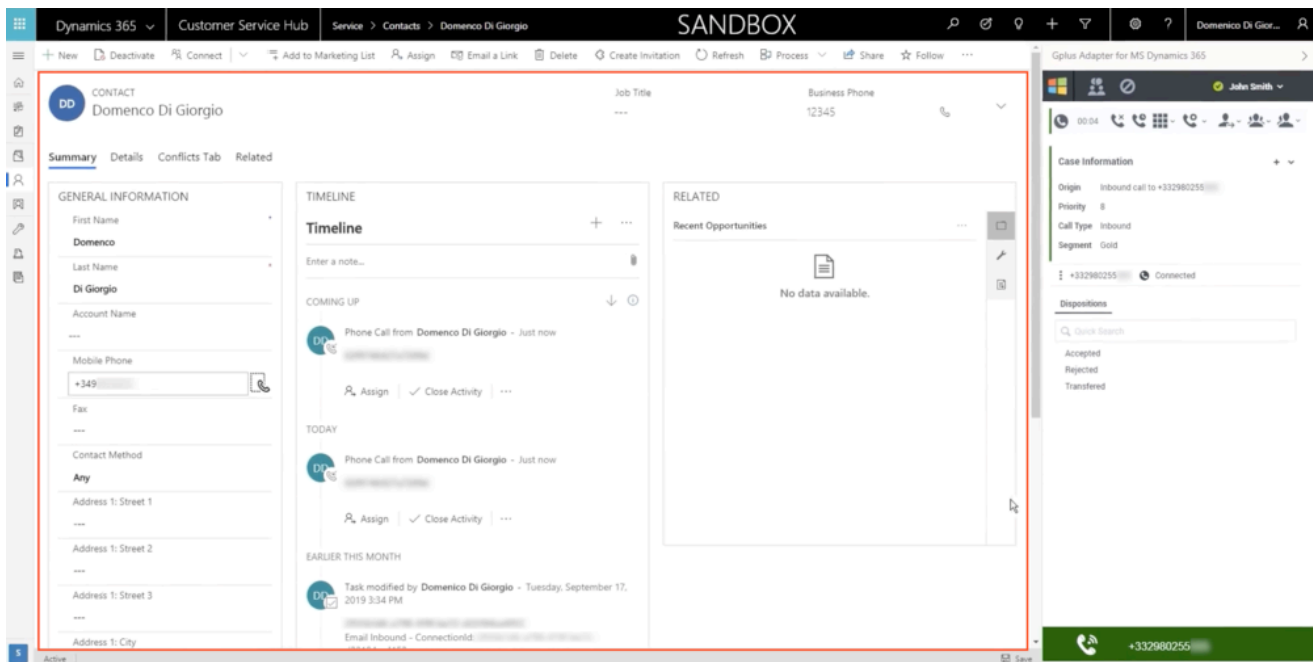 Dynamics 365 Customer Service Hub Service > Contacts > Domenco Di Giorgio SANDBOX + ? Domenico Di Gior...
+ New Deactivate Connect Add to Marketing List Assign Email a Link Delete Create Invitation Refresh Process Share Follow ...
Gplus Adapter for MS Dynamics 365 >
DD
CONTACT
Domenco Di Giorgio
Job Title
---
Business Phone
12345
Summary Details Conflicts Tab Related
GENERAL INFORMATION
First Name *
Domenco
Last Name *
Di Giorgio
Account Name
---
Mobile Phone
+349
Fax
---
Contact Method
Any
Address 1: Street 1
---
Address 1: Street 2
---
Address 1: Street 3
---
Address 1: City
TIMELINE
Timeline + ...
Enter a note...
COMING UP
DD Phone Call from Domenco Di Giorgio - Just now
Assign Close Activity ...
TODAY
DD Phone Call from Domenco Di Giorgio - Just now
Assign Close Activity ...
EARLIER THIS MONTH
DD Task modified by Domenico Di Giorgio - Tuesday, September 17,
2019 3:34 PM
Email Inbound - ConnectionId:
RELATED
Recent Opportunities ...
No data available.
John Smith
00:04
Case Information +
Origin Inbound call to +332980255
Priority 8
Call Type Inbound
Segment Gold
+332980255 Connected
Dispositions
Quick Search
Accepted
Rejected
Transfered
+332980255
S
Active
Save